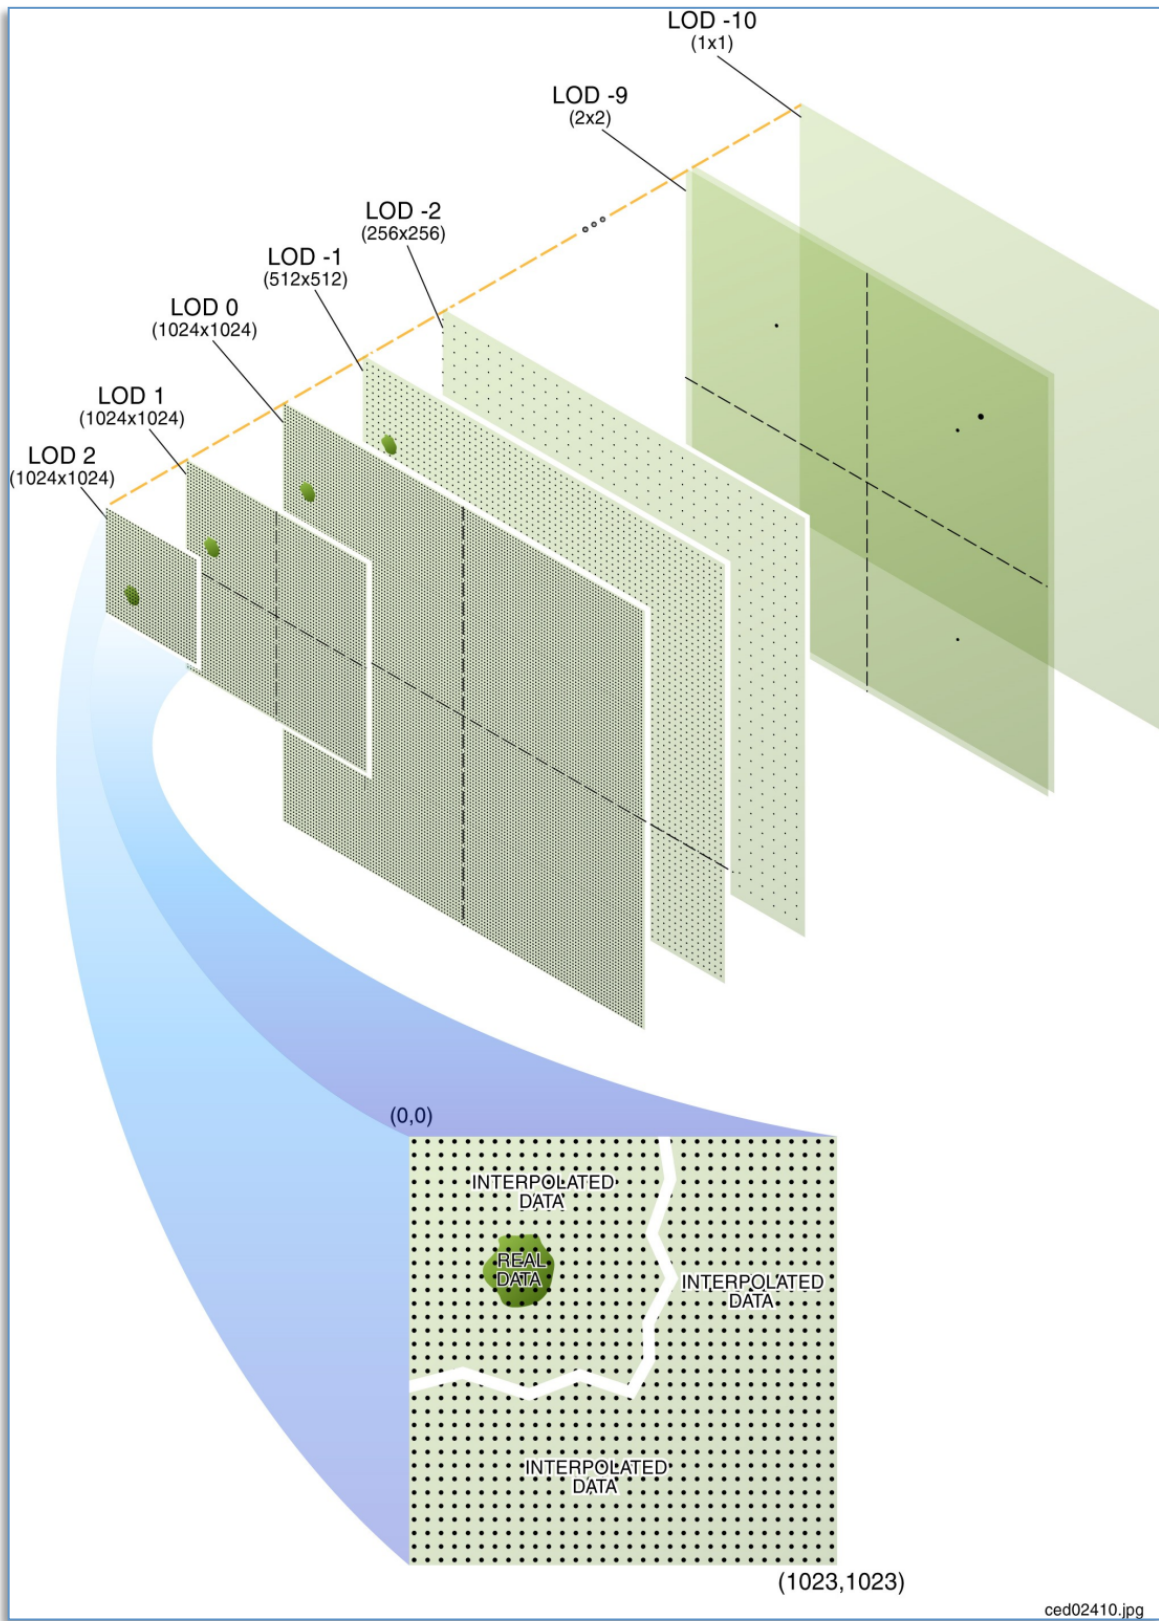 LOD -10
(1x1)
LOD -9
(2x2)
LOD -2
(256x256)
LOD -1
(512x512)
LOD 0
(1024x1024)
LOD 1
(1024x1024)
LOD 2
(1024x1024)
(0,0)
INTERPOLATED
DATA
REAL
DATA
INTERPOLATED
DATA
INTERPOLATED
DATA
(1023,1023)
ced02410.jpg